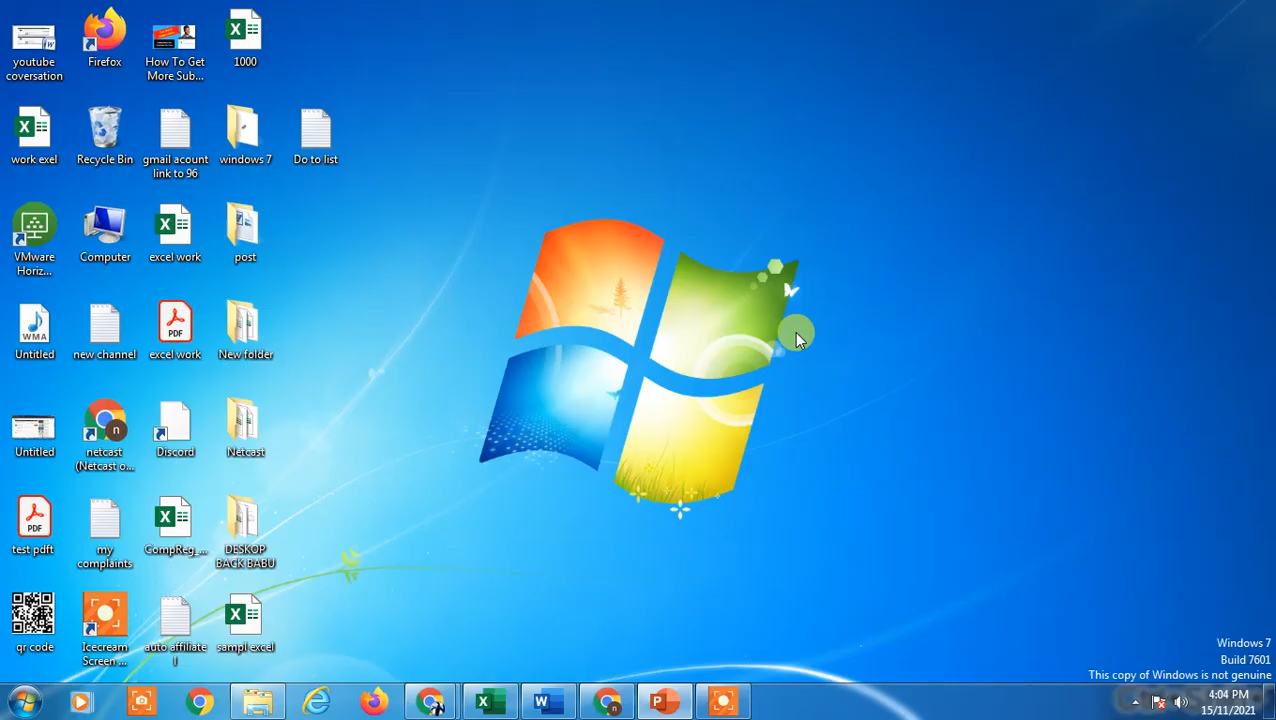 youtube
coversation
Firefox
How To Get
More Sub...
1000
work exel
Recycle Bin
gmail acount
link to 96
windows 7
Do to list
VMware
Horiz...
Computer
excel work
post
WMA
Untitled
new channel
PDF
excel work
New folder
Untitled
n
netcast
(Netcast o...
Discord
Netcast
PDF
test pdft
my
complaints
CompReg_...
DESKOP
BACK BABU
qr code
Icecream
Screen ...
auto affiliate
l
sampl excel
Windows 7
Build 7601
This copy of Windows is not genuine
4:04 PM
15/11/2021